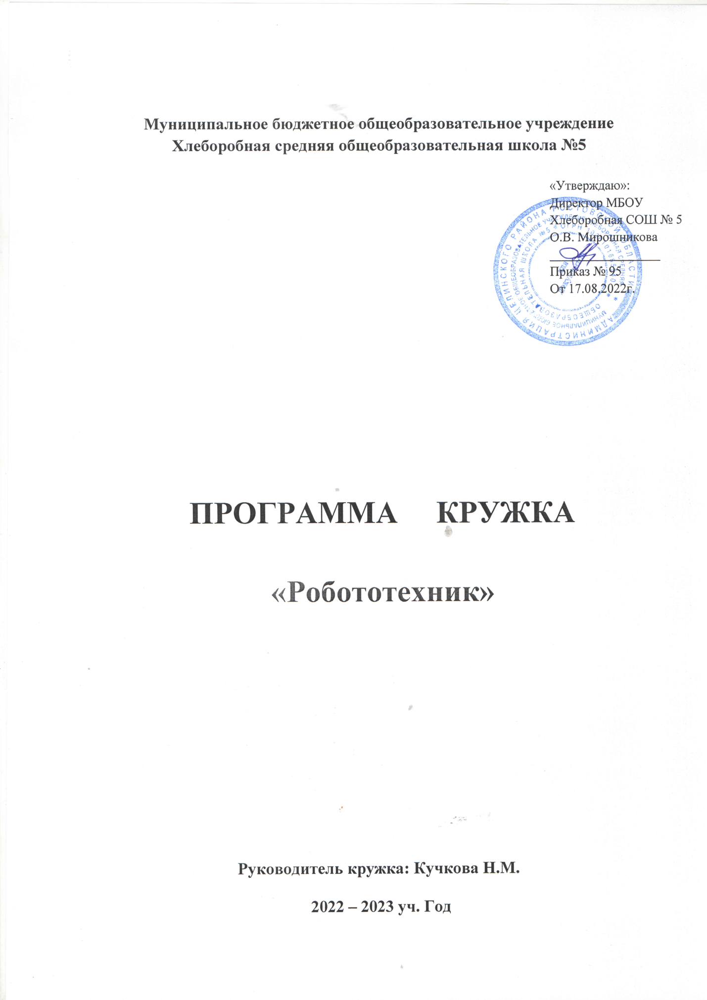 Муниципальное бюджетное общеобразовательное учреждение
Хлеборобная средняя общеобразовательная школа №5
«Утверждаю»:
Директор МБОУ
Хлеборобная СОШ № 5
О.В. Мирошникова
Приказ № 95
От 17.08.2022г.
АДМИНИСТРАЦИЯ ЦЕЛИНСКОГО РАЙОНА РОСТОВСКОЙ ОБЛАСТИ *
ПРОГРАММА КРУЖКА
«Робототехник»
Руководитель кружка: Кучкова Н.М.
2022 – 2023 уч. Год